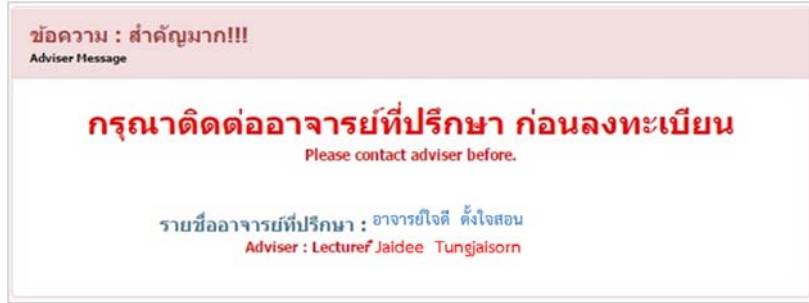 ข้อความ : สำคัญมาก!!!
Adviser Message
กรุณาติดต่ออาจารย์ที่ปรึกษา ก่อนลงทะเบียน
Please contact adviser before.
รายชื่ออาจารย์ที่ปรึกษา : อาจารย์ใจดี ตั้งใจสอน
Adviser : Lecturer Jaidee Tungjaisorn